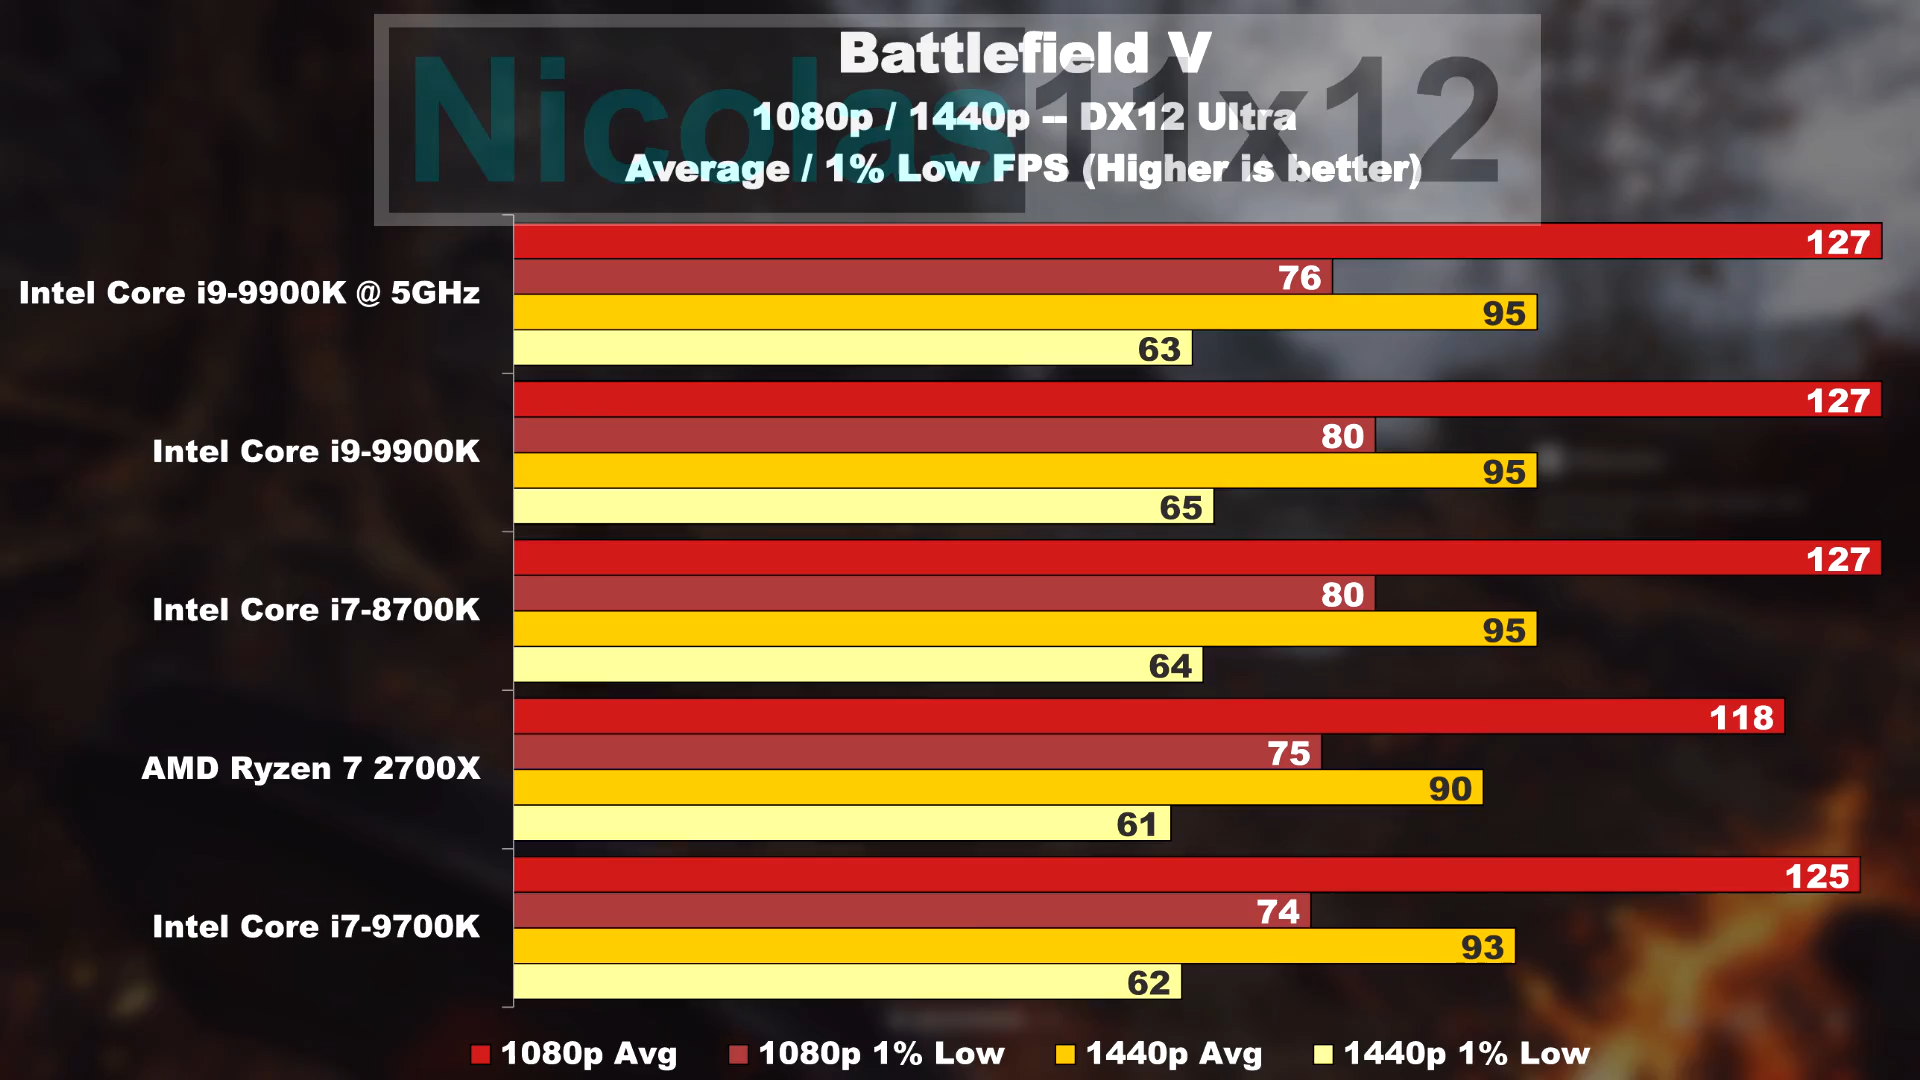 Nicolas11x12
Battlefield V
1080p / 1440p -- DX12 Ultra
Average / 1% Low FPS (Higher is better)
Intel Core i9-9900K @ 5GHz
127
76
95
63
Intel Core i9-9900K
127
80
95
65
Intel Core i7-8700K
127
80
95
64
AMD Ryzen 7 2700X
118
75
90
61
Intel Core i7-9700K
125
74
93
62
1080p Avg 1080p 1% Low 1440p Avg 1440p 1% Low